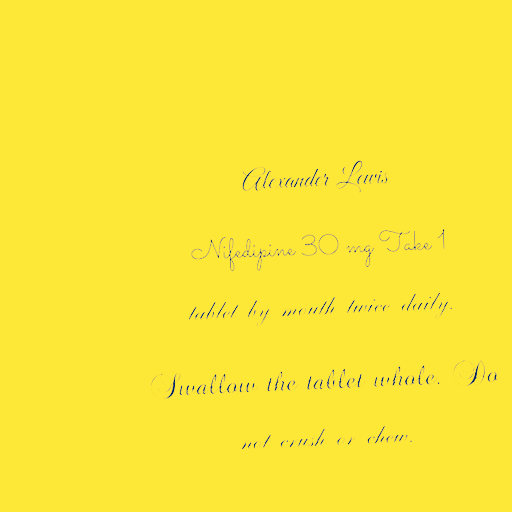 Alexander Lewis
Nifedipine 30 mg Take 1
tablet by mouth twice daily.
Swallow the tablet whole. Do
not crush or chew.